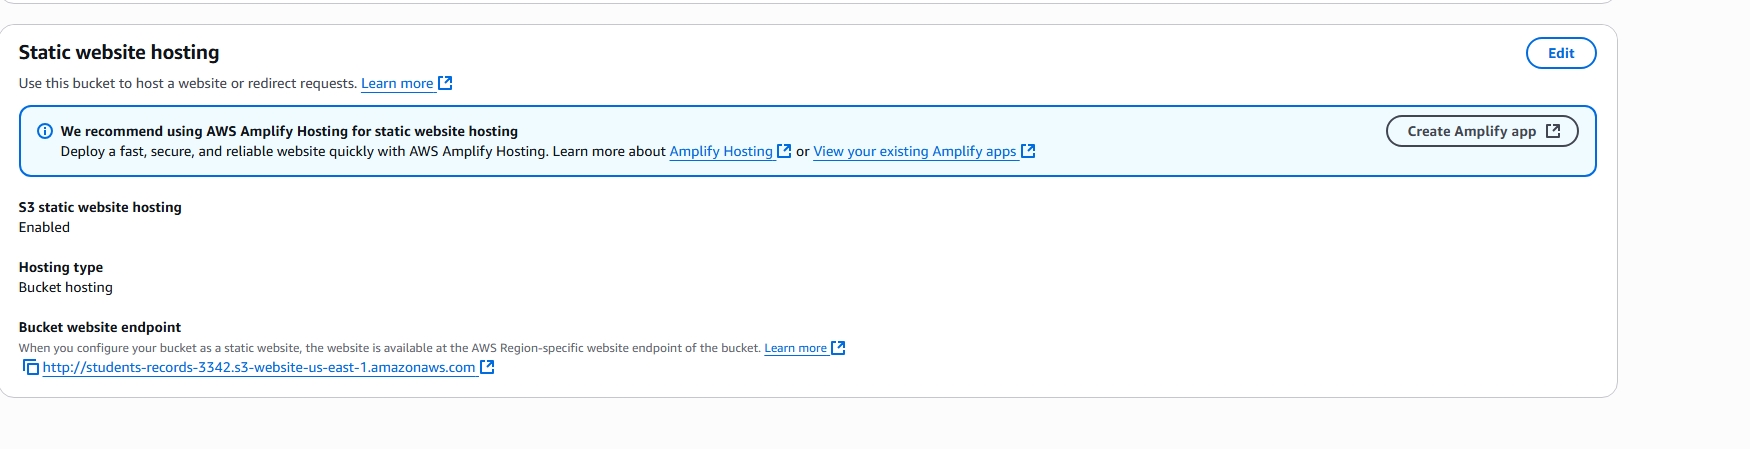 Static website hosting
Edit
Use this bucket to host a website or redirect requests. Learn more
We recommend using AWS Amplify Hosting for static website hosting
Create Amplify app
Deploy a fast, secure, and reliable website quickly with AWS Amplify Hosting. Learn more about Amplify Hosting or View your existing Amplify apps
S3 static website hosting
Enabled
Hosting type
Bucket hosting
Bucket website endpoint
When you configure your bucket as a static website, the website is available at the AWS Region-specific website endpoint of the bucket. Learn more
http://students-records-3342.s3-website-us-east-1.amazonaws.com